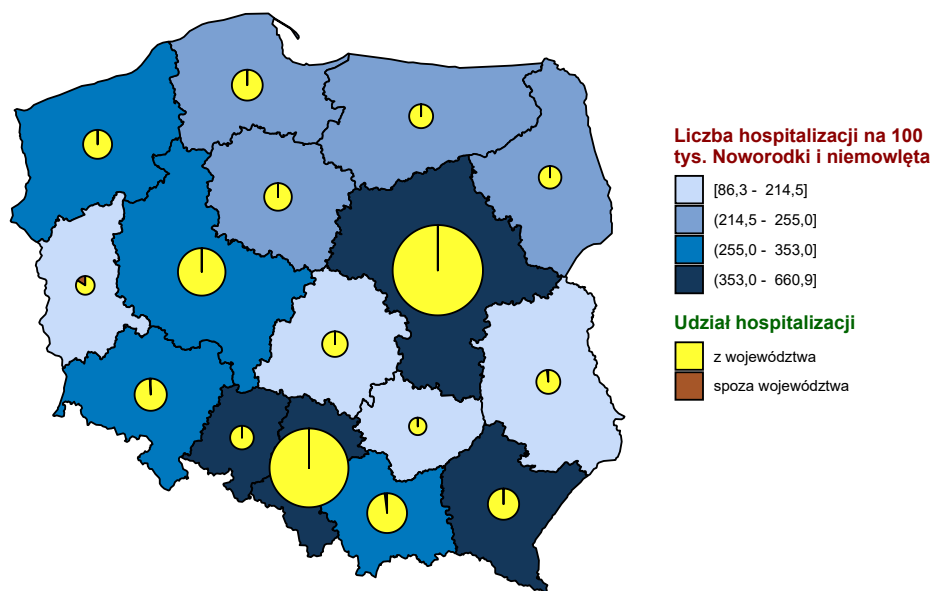 Liczba hospitalizacji na 100
tys. Noworodki i niemowlęta
[86,3 - 214,5]
(214,5 - 255,0]
(255,0 - 353,0]
(353,0 - 660,9]
Udział hospitalizacji
z województwa
spoza województwa